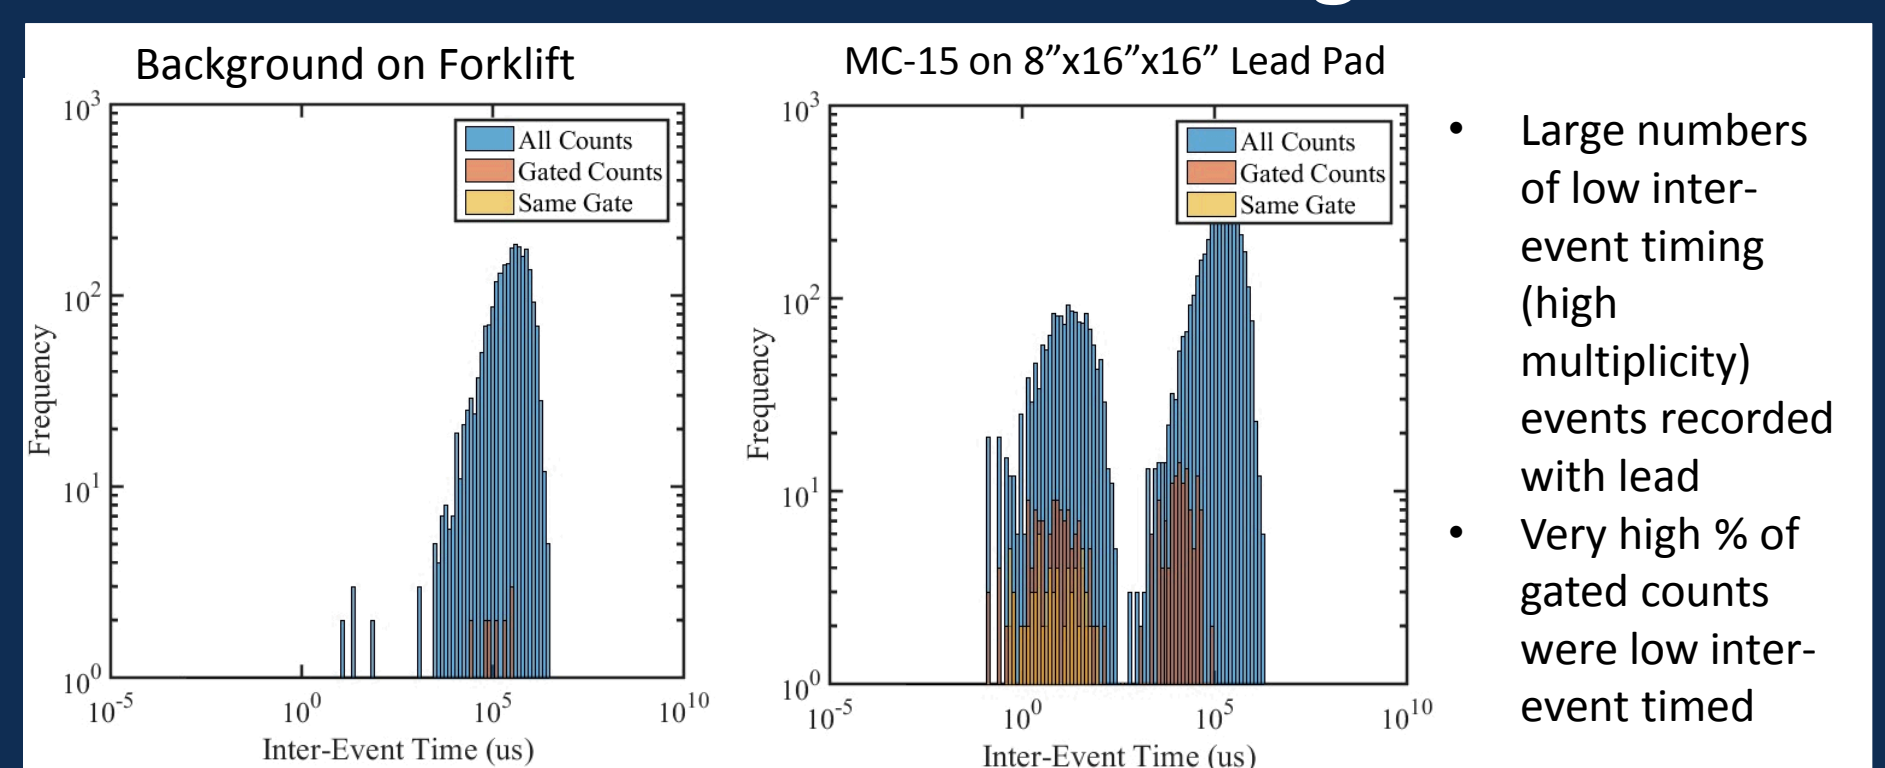 Background on Forklift
10^3
10^2
10^1
10^0
Frequency
All Counts
Gated Counts
Same Gate
10^-5
10^0
10^5
10^10
Inter-Event Time (us)
MC-15 on 8”x16”x16” Lead Pad
10^3
10^2
10^1
10^0
Frequency
All Counts
Gated Counts
Same Gate
10^-5
10^0
10^5
10^10
Inter-Event Time (us)
• Large numbers
of low inter-
event timing
(high
multiplicity)
events recorded
with lead
• Very high % of
gated counts
were low inter-
event timed